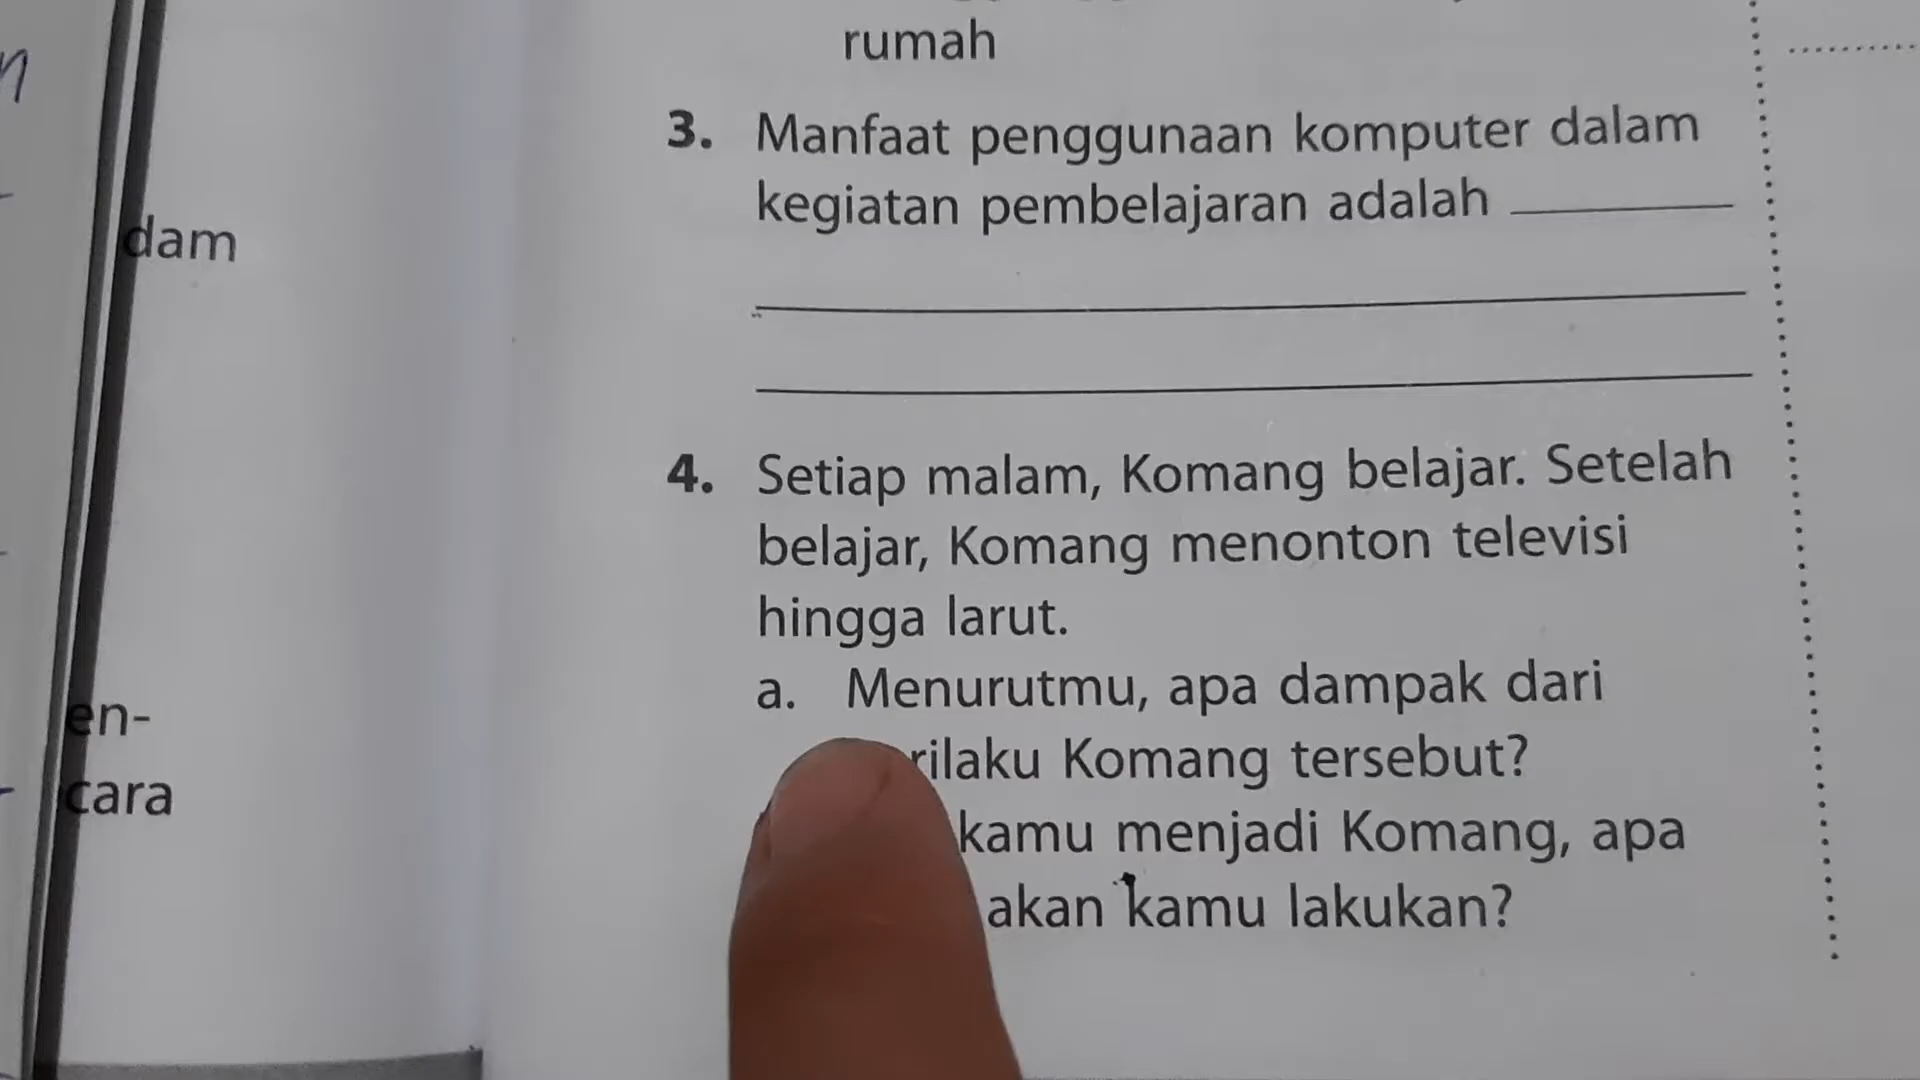 dam
en-
cara
rumah
3. Manfaat penggunaan komputer dalam
kegiatan pembelajaran adalah
4. Setiap malam, Komang belajar. Setelah
belajar, Komang menonton televisi
hingga larut.
a. Menurutmu, apa dampak dari
rilaku Komang tersebut?
kamu menjadi Komang, apa
akan kamu lakukan?